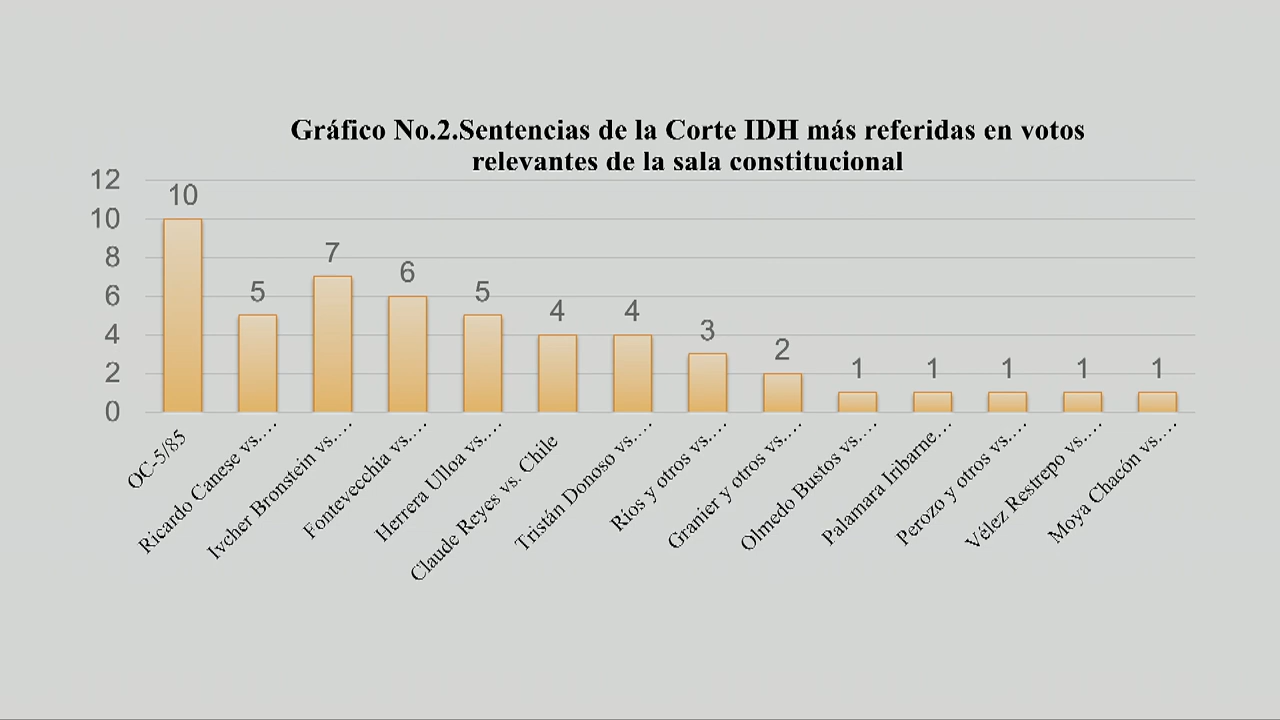 Gráfico No.2.Sentencias de la Corte IDH más referidas en votos
relevantes de la sala constitucional
12
10
8
6
4
2
0
10
5
7
6
5
4
4
3
2
1
1
1
1
1
OC-5/85
Ricardo Canese vs.…
Ivcher Bronstein vs.…
Fontevecchia vs.…
Herrera Ulloa vs.…
Claude Reyes vs. Chile
Tristán Donoso vs.…
Ríos y otros vs.…
Granier y otros vs.…
Olmedo Bustos vs.…
Palamara Iribarne…
Perozo y otros vs.…
Vélez Restrepo vs.…
Moya Chacón vs.…